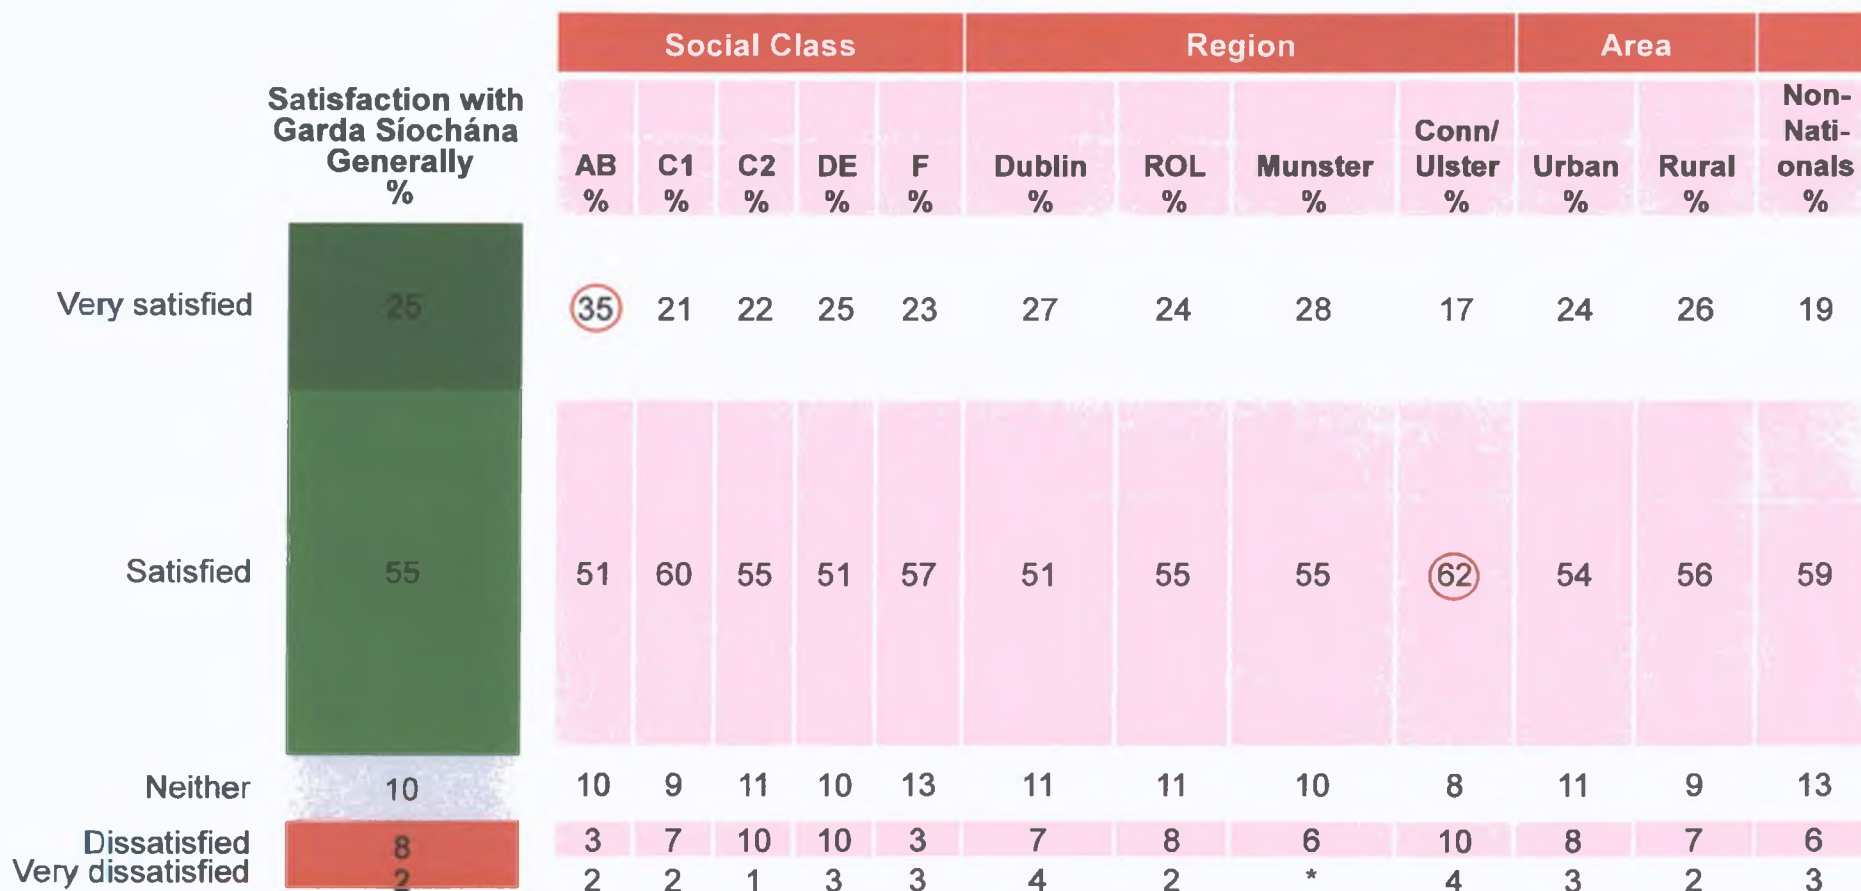 Social Class Region Area
Satisfaction with
Garda Síochána
Generally
%
AB C1 C2 DE F Dublin ROL Munster Conn/
Ulster Urban Rural Non-
Nati-
onals
% % % % % % % % % % % %
Very satisfied 25 35 21 22 25 23 27 24 28 17 24 26 19
Satisfied 55 51 60 55 51 57 51 55 55 62 54 56 59
Neither 10 10 9 11 10 13 11 11 10 8 11 9 13
Dissatisfied 8 3 7 10 10 3 7 8 6 10 8 7 6
Very dissatisfied 2 2 2 1 3 3 4 2 * 4 3 2 3